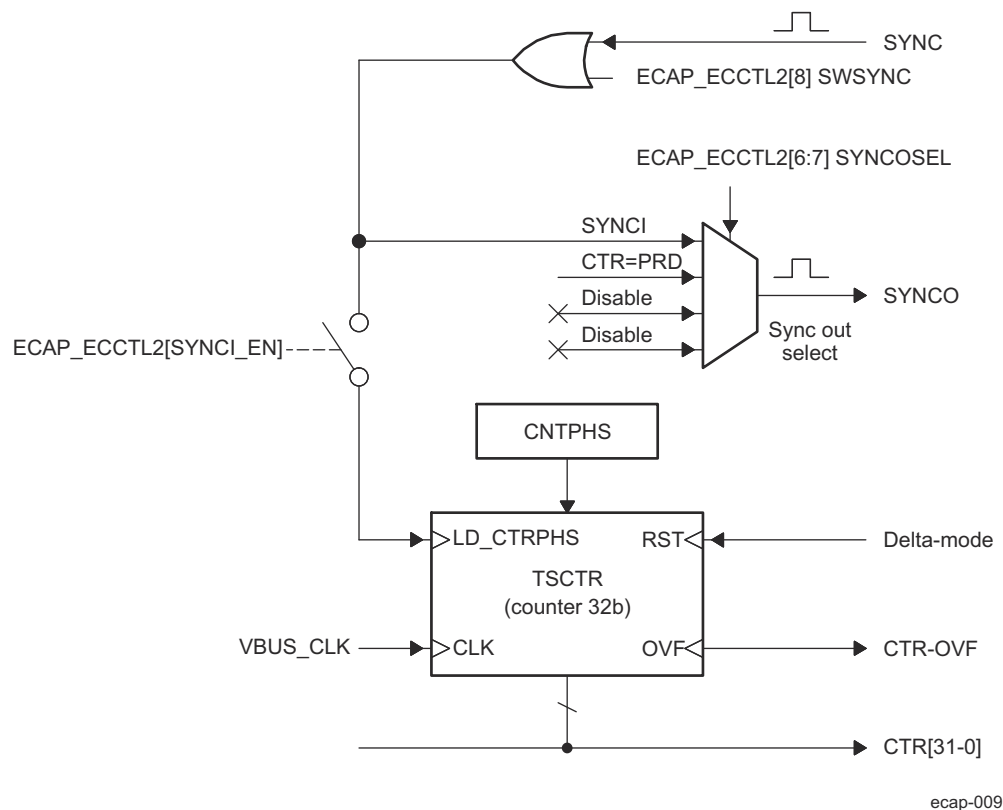 SYNC
ECAP_ECCTL2[8] SWSYNC
ECAP_ECCTL2[6:7] SYNCOSEL
SYNCI
CTR=PRD
Disable
Disable
SYNCO
Sync out
select
ECAP_ECCTL2[SYNCI_EN]
CNTPHS
LD_CTRPHS
RST
Delta-mode
TSCTR
(counter 32b)
VBUS_CLK
CLK
OVF
CTR-OVF
CTR[31-0]
ecap-009